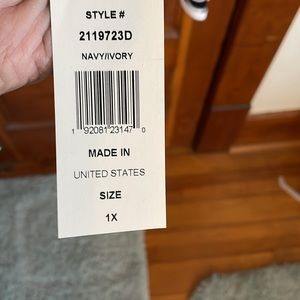 STYLE #
2119723D
NAVY/IVORY
1 92081 23147 0
MADE IN
UNITED STATES
SIZE
1X